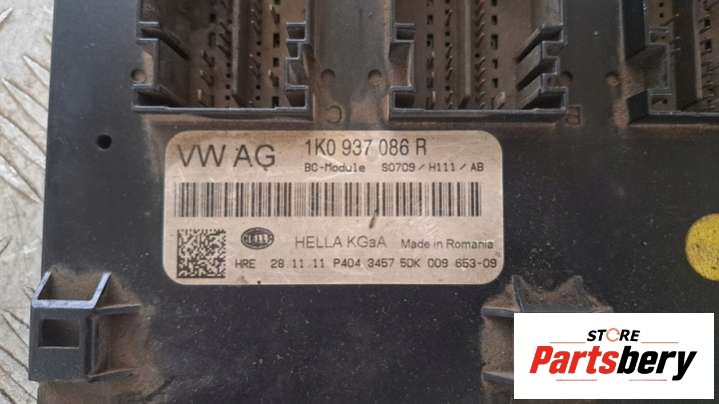 C
B
VW AG 1K0 937 086 R
BC-Module S0709 / H111 / AB
HELLA
HELLA KGaA Made in Romania
HRE 28.11.11 P404 3457 5DK 009 653-09
STORE
Partsbery